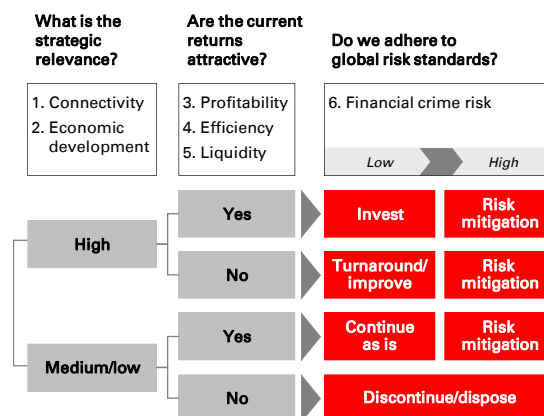 What is the
strategic
relevance?
Are the current
returns
attractive?
Do we adhere to
global risk standards?
1. Connectivity
2. Economic
development
3. Profitability
4. Efficiency
5. Liquidity
6. Financial crime risk
Low
High
High
Yes
Invest
Risk
mitigation
No
Turnaround/
improve
Risk
mitigation
Medium/low
Yes
Continue
as is
Risk
mitigation
No
Discontinue/dispose